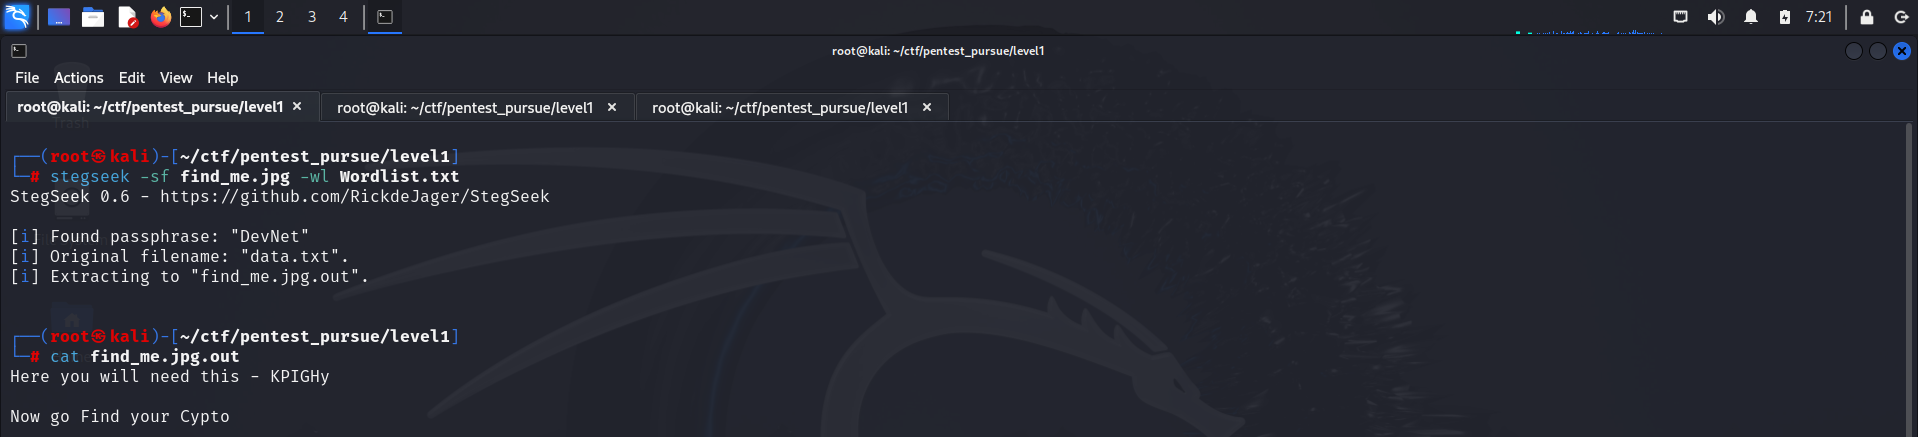 1 2 3 4 7:21
root@kali: ~/ctf/pentest_pursue/level1
File Actions Edit View Help
root@kali: ~/ctf/pentest_pursue/level1 × root@kali: ~/ctf/pentest_pursue/level1 × root@kali: ~/ctf/pentest_pursue/level1 ×
Trash
┌──(root㉿kali)-[~/ctf/pentest_pursue/level1]
└─# stegseek -sf find_me.jpg -wl Wordlist.txt
StegSeek 0.6 - https://github.com/RickdeJager/StegSeek
[i] Found passphrase: "DevNet"
[i] Original filename: "data.txt".
[i] Extracting to "find_me.jpg.out".
┌──(root㉿kali)-[~/ctf/pentest_pursue/level1]
└─# cat find_me.jpg.out
Here you will need this - KPIGHy
Now go Find your Cypto